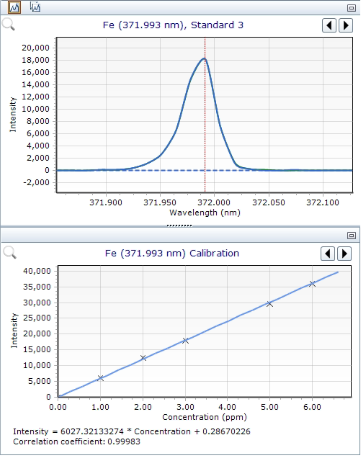 Fe (371.993 nm), Standard 3
Intensity
20,000
18,000
16,000
14,000
12,000
10,000
8,000
6,000
4,000
2,000
0
-2,000
371.900 371.950 372.000 372.050 372.100
Wavelength (nm)
Fe (371.993 nm) Calibration
Intensity
40,000
35,000
30,000
25,000
20,000
15,000
10,000
5,000
0
0.00 1.00 2.00 3.00 4.00 5.00 6.00
Concentration (ppm)
Intensity = 6027.32133274 * Concentration + 0.28670226
Correlation coefficient: 0.99983